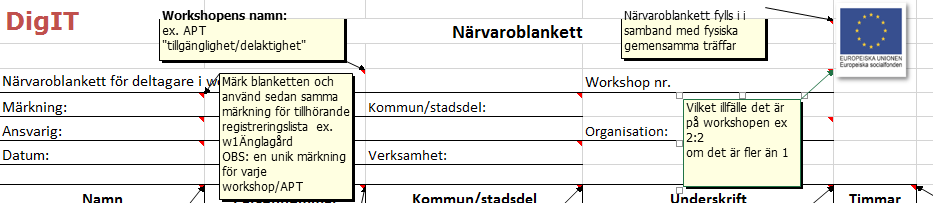 DigIT
Workshopens namn:
ex. APT
"tillgänglighet/delaktighet"
Närvaroblankett
Närvaroblankett fylls i i
samband med fysiska
gemensamma träffar
EUROPEISKA UNIONEN
Europeiska socialfonden
Närvaroblankett för deltagare i
Workshop nr.
Märk blanketten och
använd sedan samma
märkning för tillhörande
registreringslista ex.
w1Änglagård
OBS: en unik märkning
för varje
workshop/APT
Märkning:
Kommun/stadsdel:
Vilket illfälle det är
på workshopen ex
2:2
om det är fler än 1
Ansvarig:
Organisation:
Datum:
Verksamhet:
Namn
Kommun/stadsdel
Underskrift
Timmar